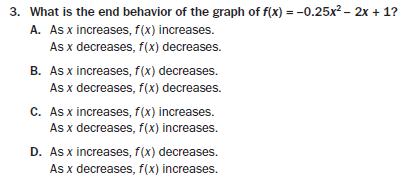 3. What is the end behavior of the graph of f(x) = –0.25x² – 2x + 1?
A. As x increases, f(x) increases.
As x decreases, f(x) decreases.
B. As x increases, f(x) decreases.
As x decreases, f(x) decreases.
C. As x increases, f(x) increases.
As x decreases, f(x) increases.
D. As x increases, f(x) decreases.
As x decreases, f(x) increases.